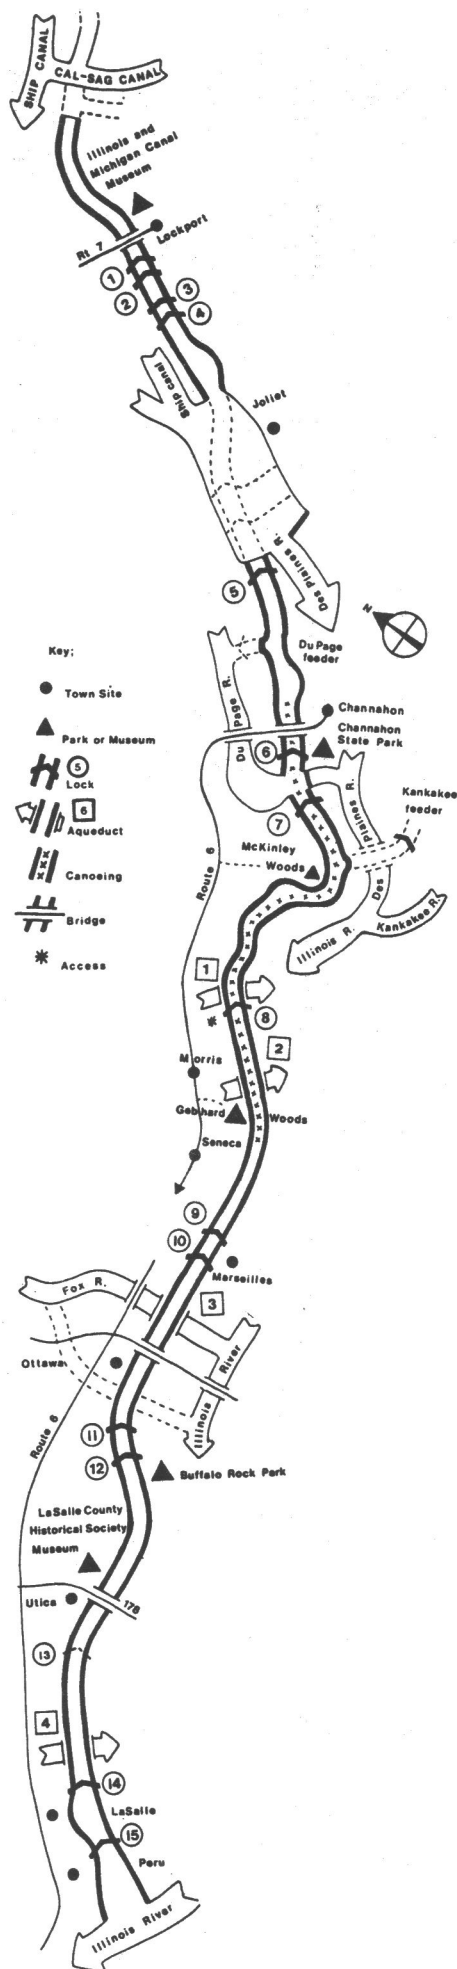 SHIP CANAL
CAL-SAG CANAL
Illinois and
Michigan Canal
Museum
Lockport
Rt 7
1
2
3
4
Ship canal
Joliet
Des Plaines R.
5
N
Du Page
feeder
Du Page R.
Key:
Town Site
Park or Museum
5
Lock
6
Aqueduct
Canoeing
Bridge
Access
Channahon
Channahon
State Park
6
7
Kankakee
feeder
Des Plaines R.
McKinley
Woods
Route 6
Illinois R.
Kankakee R.
1
8
2
Morris
Gebhard Woods
Seneca
9
10
Marseilles
3
Fox R.
Illinois River
Ottawa
Route 6
11
12
Buffalo Rock Park
LaSalle County
Historical Society
Museum
Utica
178
13
4
14
LaSalle
15
Peru
Illinois River